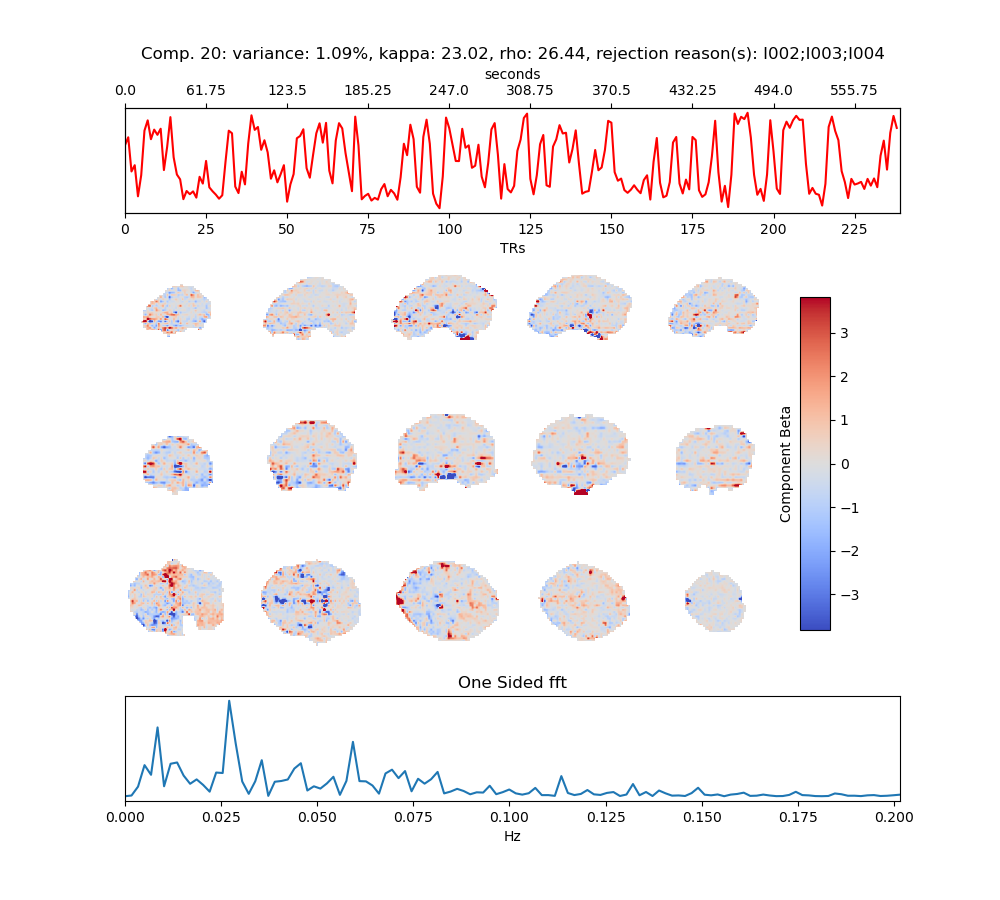 Comp. 20: variance: 1.09%, kappa: 23.02, rho: 26.44, rejection reason(s): I002;I003;I004
seconds
0.0 61.75 123.5 185.25 247.0 308.75 370.5 432.25 494.0 555.75
0 25 50 75 100 125 150 175 200 225
TRs
3
2
1
0
−1
−2
−3
Component Beta
One Sided fft
0.000 0.025 0.050 0.075 0.100 0.125 0.150 0.175 0.200
Hz